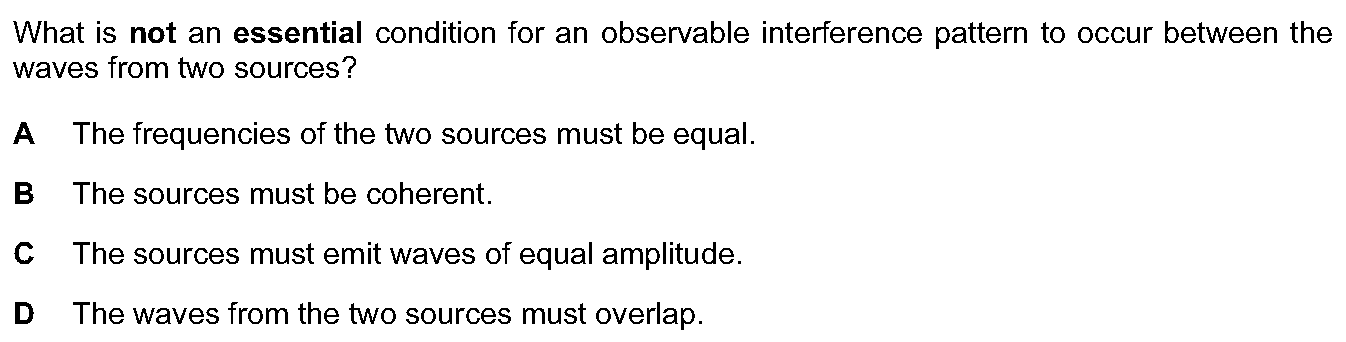 What is not an essential condition for an observable interference pattern to occur between the
waves from two sources?
A The frequencies of the two sources must be equal.
B The sources must be coherent.
C The sources must emit waves of equal amplitude.
D The waves from the two sources must overlap.